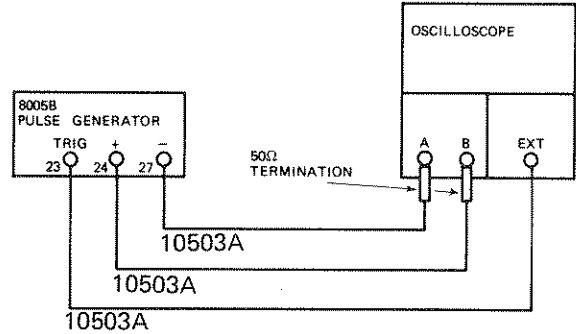 OSCILLOSCOPE
8005B
PULSE GENERATOR
TRIG + −
23 24 27
50Ω
TERMINATION
A B EXT
10503A
10503A
10503A